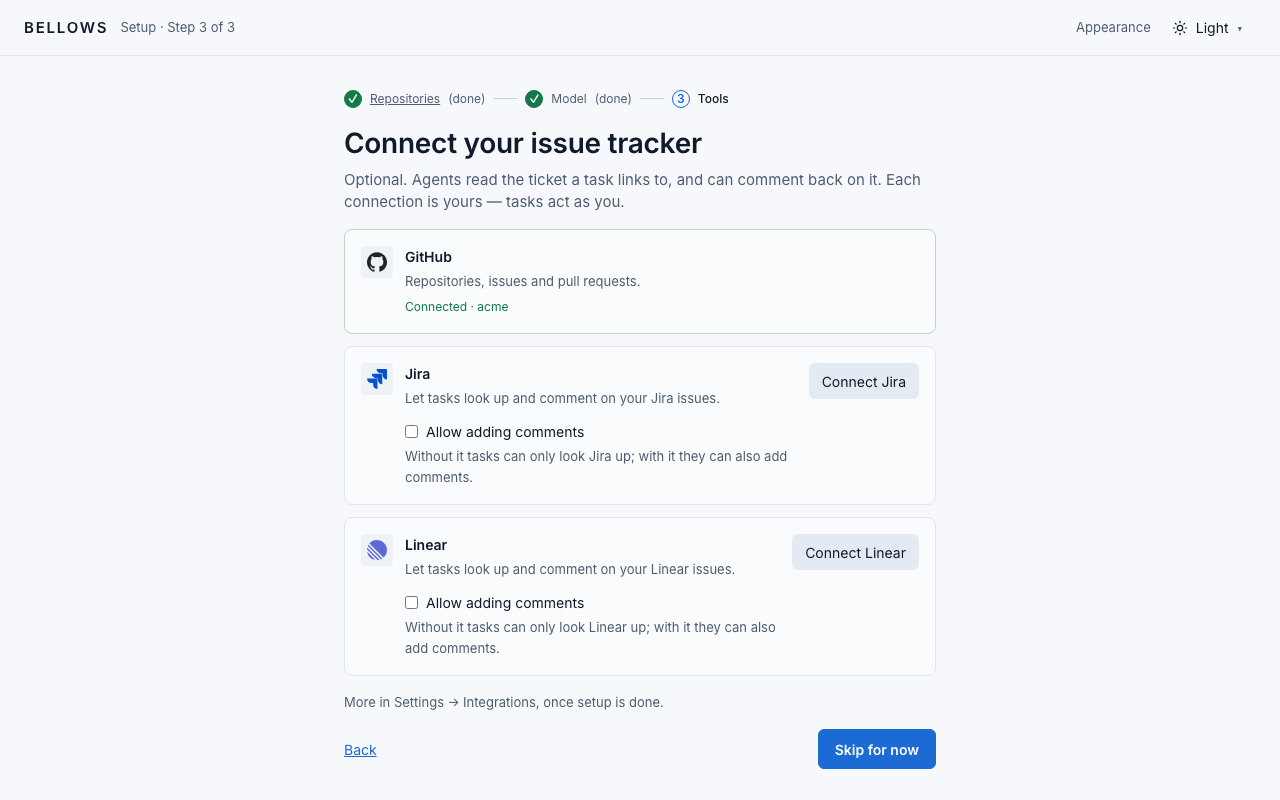 BELLOWS Setup · Step 3 of 3 Appearance Light ▾
Repositories (done) Model (done) 3 Tools
Connect your issue tracker
Optional. Agents read the ticket a task links to, and can comment back on it. Each
connection is yours — tasks act as you.
GitHub
Repositories, issues and pull requests.
Connected · acme
Jira
Connect Jira
Let tasks look up and comment on your Jira issues.
Allow adding comments
Without it tasks can only look Jira up; with it they can also add
comments.
Linear
Connect Linear
Let tasks look up and comment on your Linear issues.
Allow adding comments
Without it tasks can only look Linear up; with it they can also
add comments.
More in Settings → Integrations, once setup is done.
Back
Skip for now